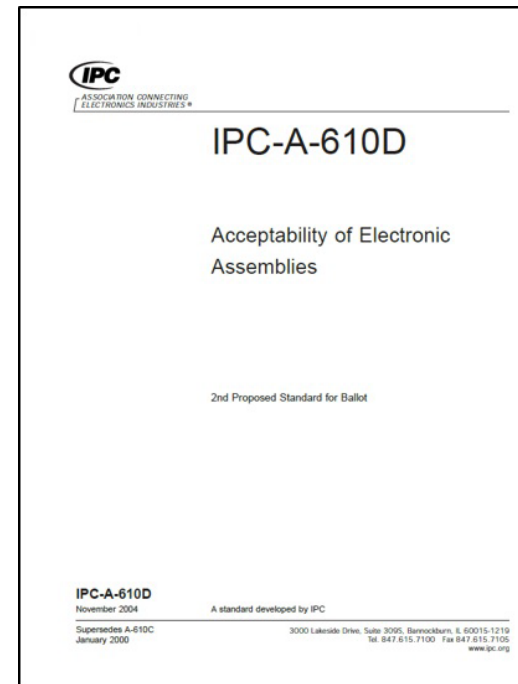 IPC
ASSOCIATION CONNECTING
ELECTRONICS INDUSTRIES ®
IPC-A-610D
Acceptability of Electronic
Assemblies
2nd Proposed Standard for Ballot
IPC-A-610D
November 2004
A standard developed by IPC
Supersedes A-610C
January 2000
3000 Lakeside Drive, Suite 309S, Bannockburn, IL 60015-1219
Tel. 847.615.7100 Fax 847.615.7105
www.ipc.org